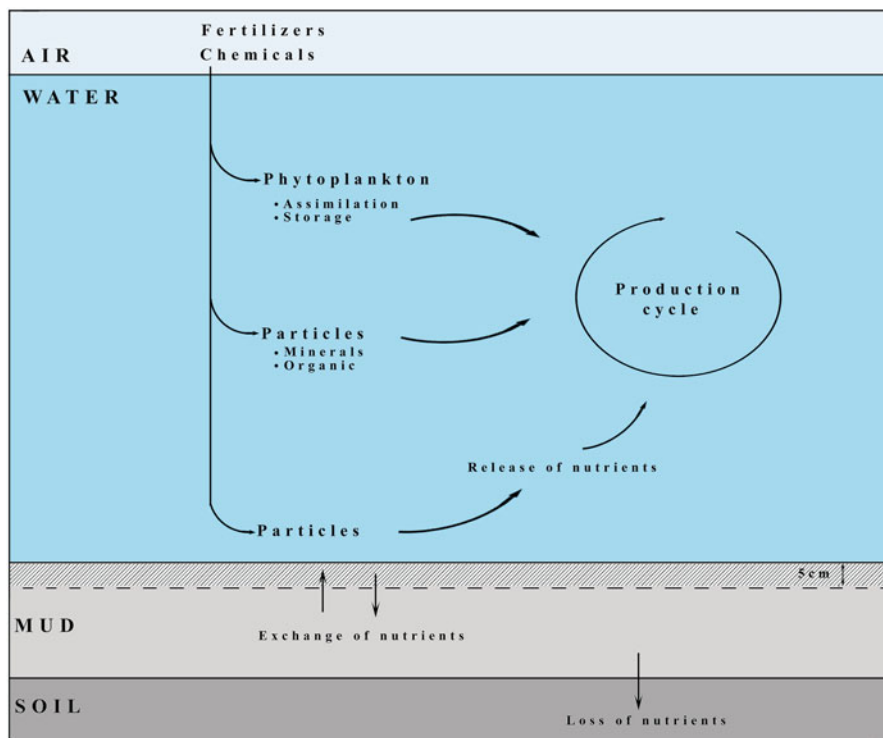 Fertilizers
Chemicals
AIR
WATER
Phytoplankton
• Assimilation
• Storage
Production
cycle
Particles
• Minerals
• Organic
Release of nutrients
Particles
5cm
MUD
Exchange of nutrients
SOIL
Loss of nutrients